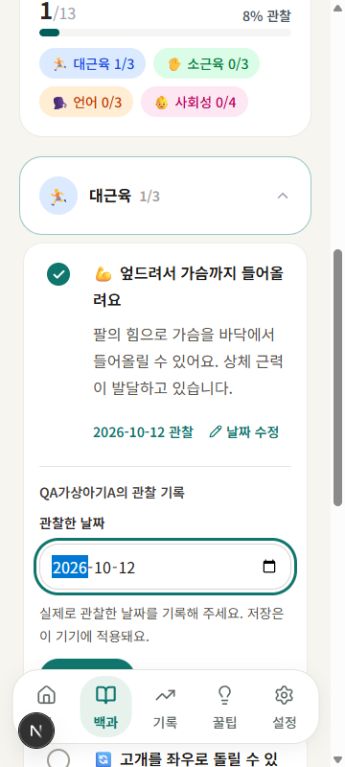 1/13
8% 관찰
🏃 대근육 1/3
✋ 소근육 0/3
🗣️ 언어 0/3
👶 사회성 0/4
🏃 대근육 1/3
💪 엎드려서 가슴까지 들어올
려요
팔의 힘으로 가슴을 바닥에서
들어올릴 수 있어요. 상체 근력
이 발달하고 있습니다.
2026-10-12 관찰
날짜 수정
QA가상아기A의 관찰 기록
관찰한 날짜
2026-10-12
실제로 관찰한 날짜를 기록해 주세요. 저장은
이 기기에 적용돼요.
백과
기록
꿀팁
설정
N
🔄 고개를 좌우로 돌릴 수 있